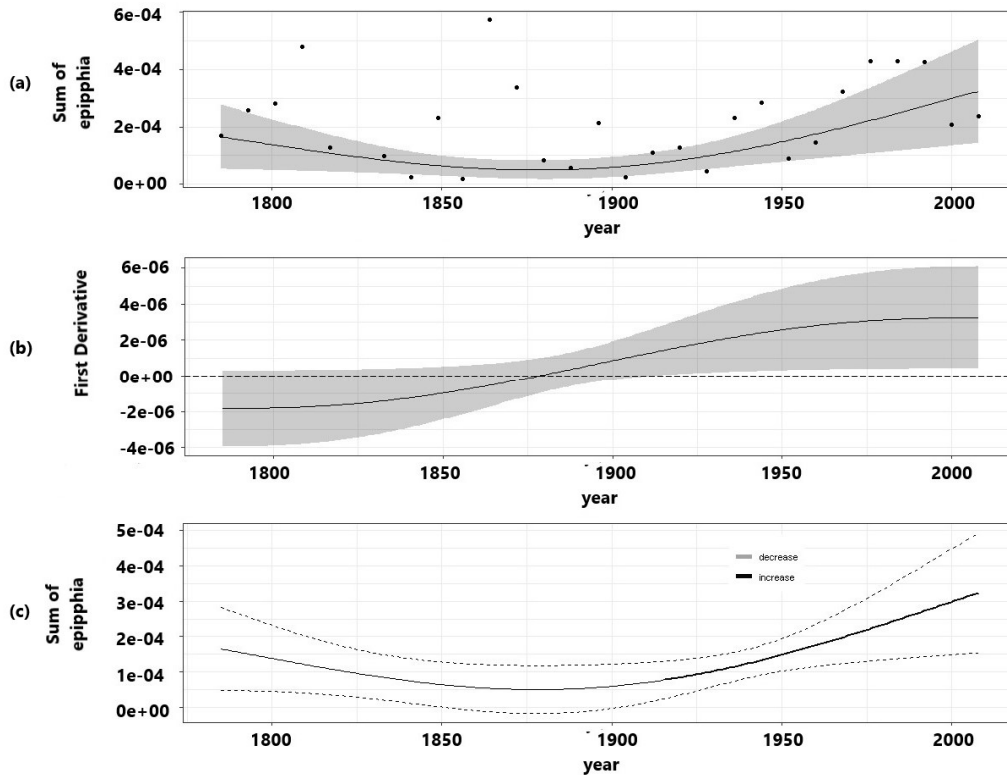 (a)
Sum of
epipphia
6e-04
4e-04
2e-04
0e+00
1800 1850 1900 1950 2000
year
(b)
First Derivative
6e-06
4e-06
2e-06
0e+00
-2e-06
-4e-06
1800 1850 1900 1950 2000
year
(c)
Sum of
epipphia
5e-04
4e-04
3e-04
2e-04
1e-04
0e+00
decrease
increase
1800 1850 1900 1950 2000
year